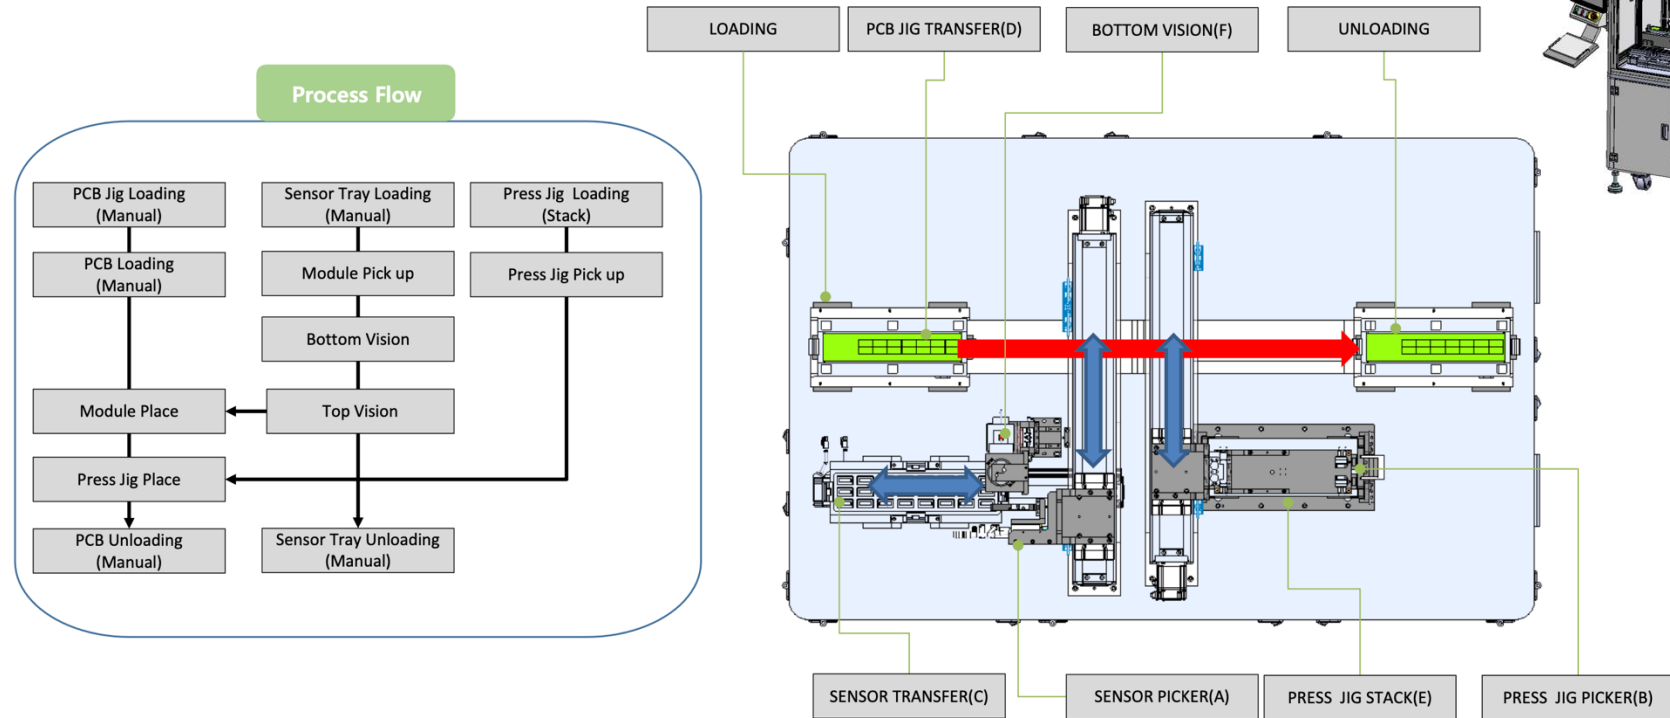 LOADING
PCB JIG TRANSFER(D)
BOTTOM VISION(F)
UNLOADING
Process Flow
PCB Jig Loading
(Manual)
Sensor Tray Loading
(Manual)
Press Jig  Loading
(Stack)
PCB Loading
(Manual)
Module Pick up
Press Jig Pick up
Bottom Vision
Module Place
Top Vision
Press Jig Place
PCB Unloading
(Manual)
Sensor Tray Unloading
(Manual)
SENSOR TRANSFER(C)
SENSOR PICKER(A)
PRESS  JIG STACK(E)
PRESS  JIG PICKER(B)